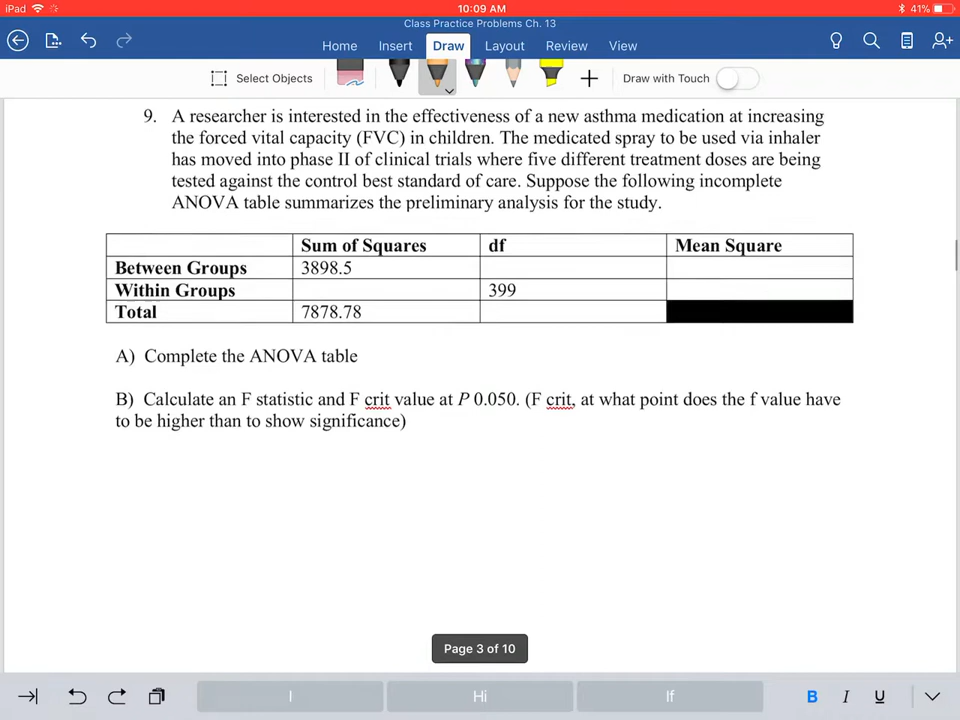 iPad 10:09 AM 41%
Class Practice Problems Ch. 13
Home Insert Draw Layout Review View
Select Objects Draw with Touch
9. A researcher is interested in the effectiveness of a new asthma medication at increasing
the forced vital capacity (FVC) in children. The medicated spray to be used via inhaler
has moved into phase II of clinical trials where five different treatment doses are being
tested against the control best standard of care. Suppose the following incomplete
ANOVA table summarizes the preliminary analysis for the study.
Sum of Squares df Mean Square
Between Groups 3898.5
Within Groups 399
Total 7878.78
A) Complete the ANOVA table
B) Calculate an F statistic and F crit value at P 0.050. (F crit, at what point does the f value have
to be higher than to show significance)
Page 3 of 10
I Hi If B I U